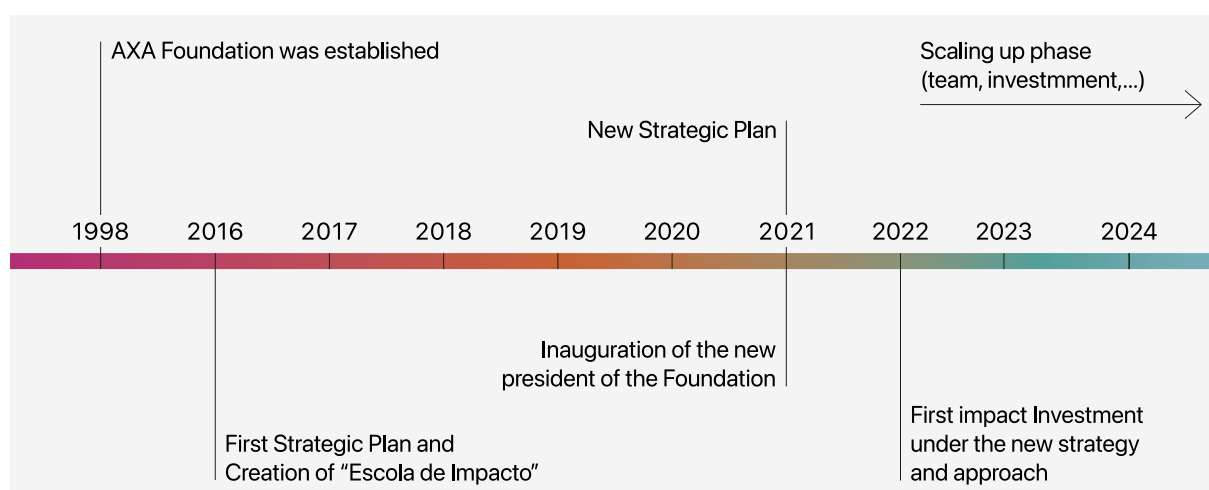 AXA Foundation was established
Scaling up phase
(team, investmment,...)
New Strategic Plan
1998 2016 2017 2018 2019 2020 2021 2022 2023 2024
Inauguration of the new
president of the Foundation
First impact Investment
under the new strategy
and approach
First Strategic Plan and
Creation of “Escola de Impacto”